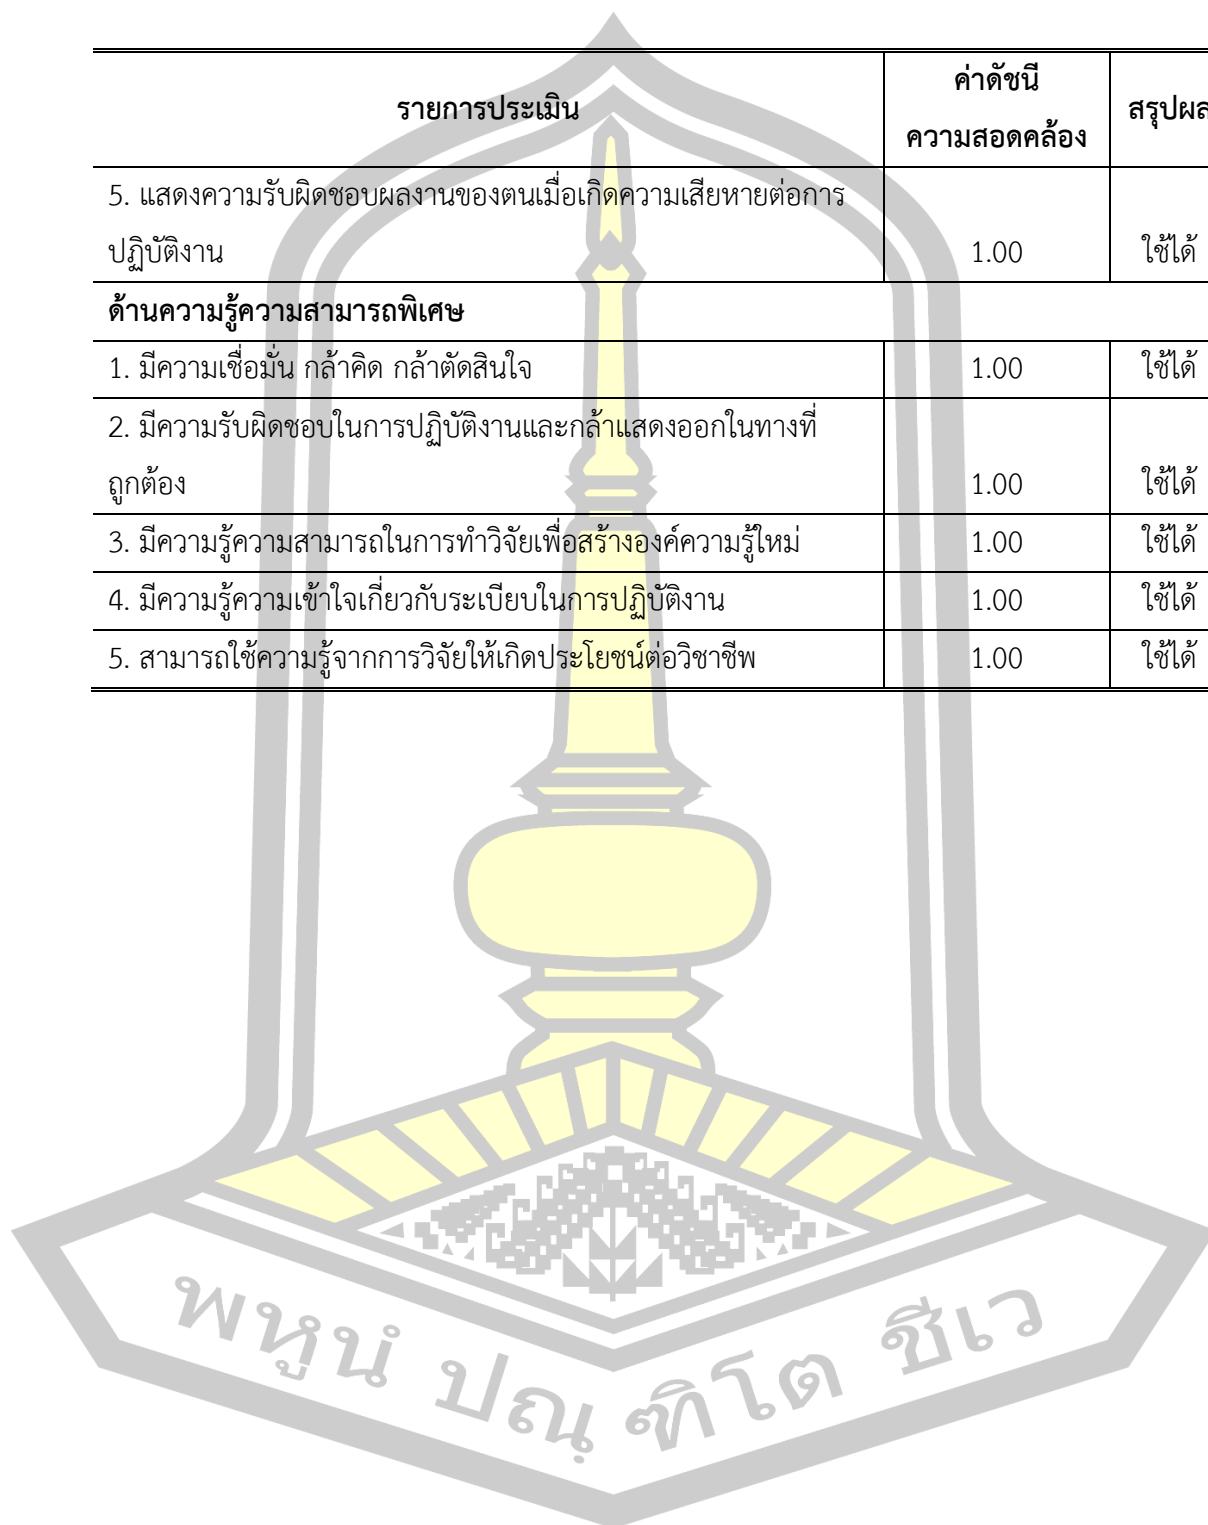 รายการประเมิน
ค่าดัชนี
ความสอดคล้อง
สรุปผล
5. แสดงความรับผิดชอบผลงานของตนเมื่อเกิดความเสียหายต่อการ
ปฏิบัติงาน 1.00 ใช้ได้
ด้านความรู้ความสามารถพิเศษ
1. มีความเชื่อมั่น กล้าคิด กล้าตัดสินใจ 1.00 ใช้ได้
2. มีความรับผิดชอบในการปฏิบัติงานและกล้าแสดงออกในทางที่
ถูกต้อง 1.00 ใช้ได้
3. มีความรู้ความสามารถในการทำวิจัยเพื่อสร้างองค์ความรู้ใหม่ 1.00 ใช้ได้
4. มีความรู้ความเข้าใจเกี่ยวกับระเบียบในการปฏิบัติงาน 1.00 ใช้ได้
5. สามารถใช้ความรู้จากการวิจัยให้เกิดประโยชน์ต่อวิชาชีพ 1.00 ใช้ได้
พหูนํ ปณฺ ฑิโต ชีเว